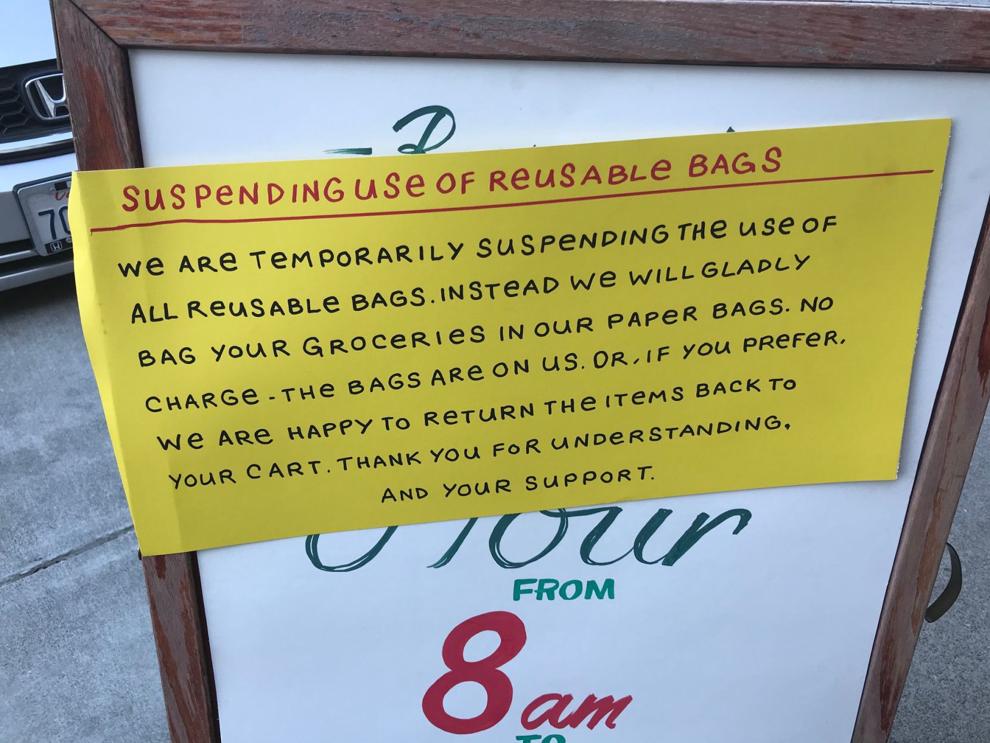 SUSPENDING USE OF REUSABLE BAGS
WE ARE TEMPORARILY SUSPENDING THE USE OF
ALL REUSABLE BAGS. INSTEAD WE WILL GLADLY
BAG YOUR GROCERIES IN OUR PAPER BAGS. NO
CHARGE - THE BAGS ARE ON US. OR, IF YOU PREFER,
WE ARE HAPPY TO RETURN THE ITEMS BACK TO
YOUR CART. THANK YOU FOR UNDERSTANDING,
AND YOUR SUPPORT.
Hour
FROM
8 am
TO